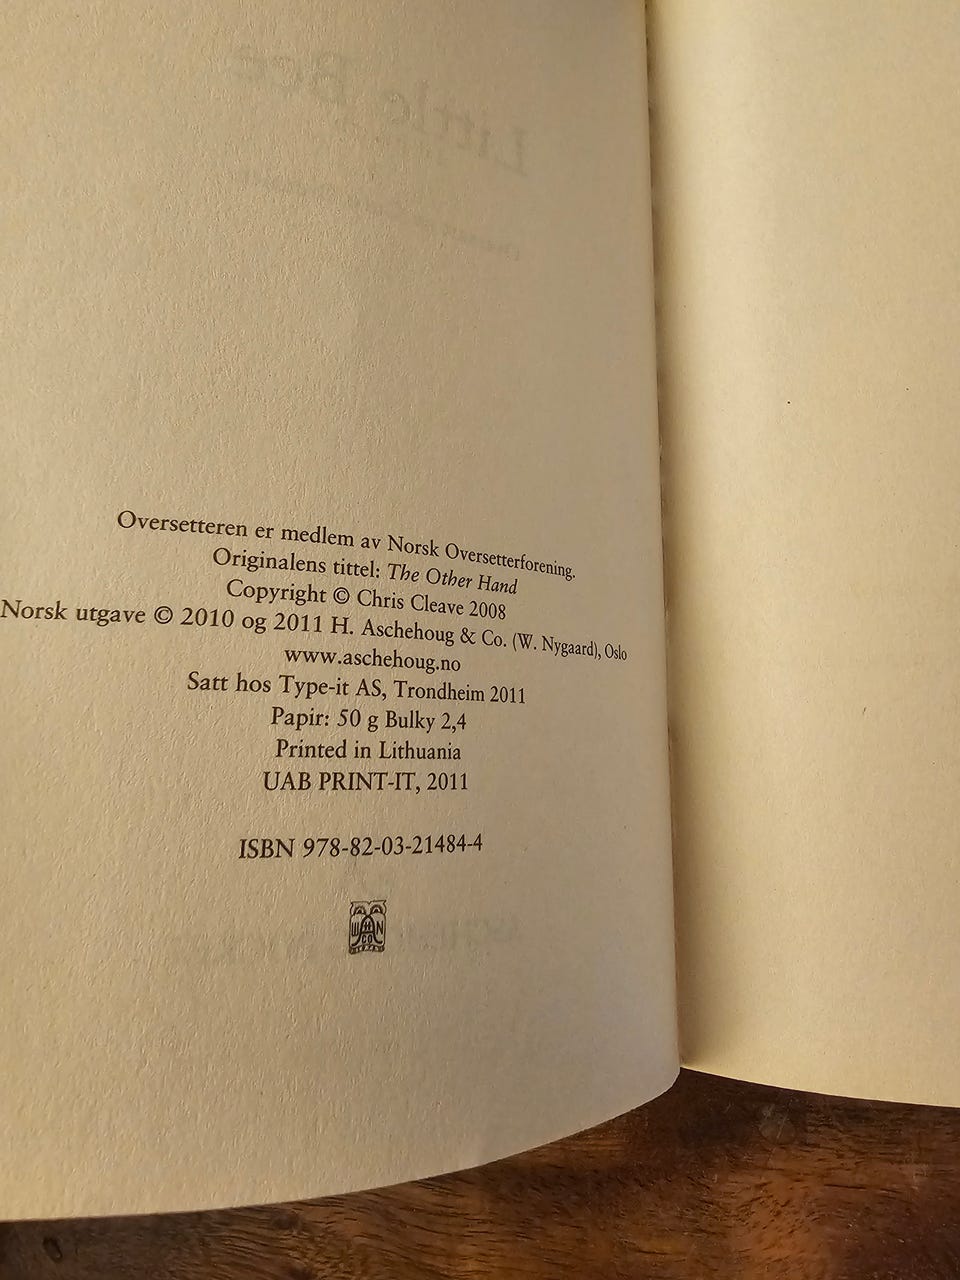 Little Bee
Oversetteren er medlem av Norsk Oversetterforening.
Originalens tittel: The Other Hand
Copyright © Chris Cleave 2008
Norsk utgave © 2010 og 2011 H. Aschehoug & Co. (W. Nygaard), Oslo
www.aschehoug.no
Satt hos Type-it AS, Trondheim 2011
Papir: 50 g Bulky 2,4
Printed in Lithuania
UAB PRINT-IT, 2011
ISBN 978-82-03-21484-4